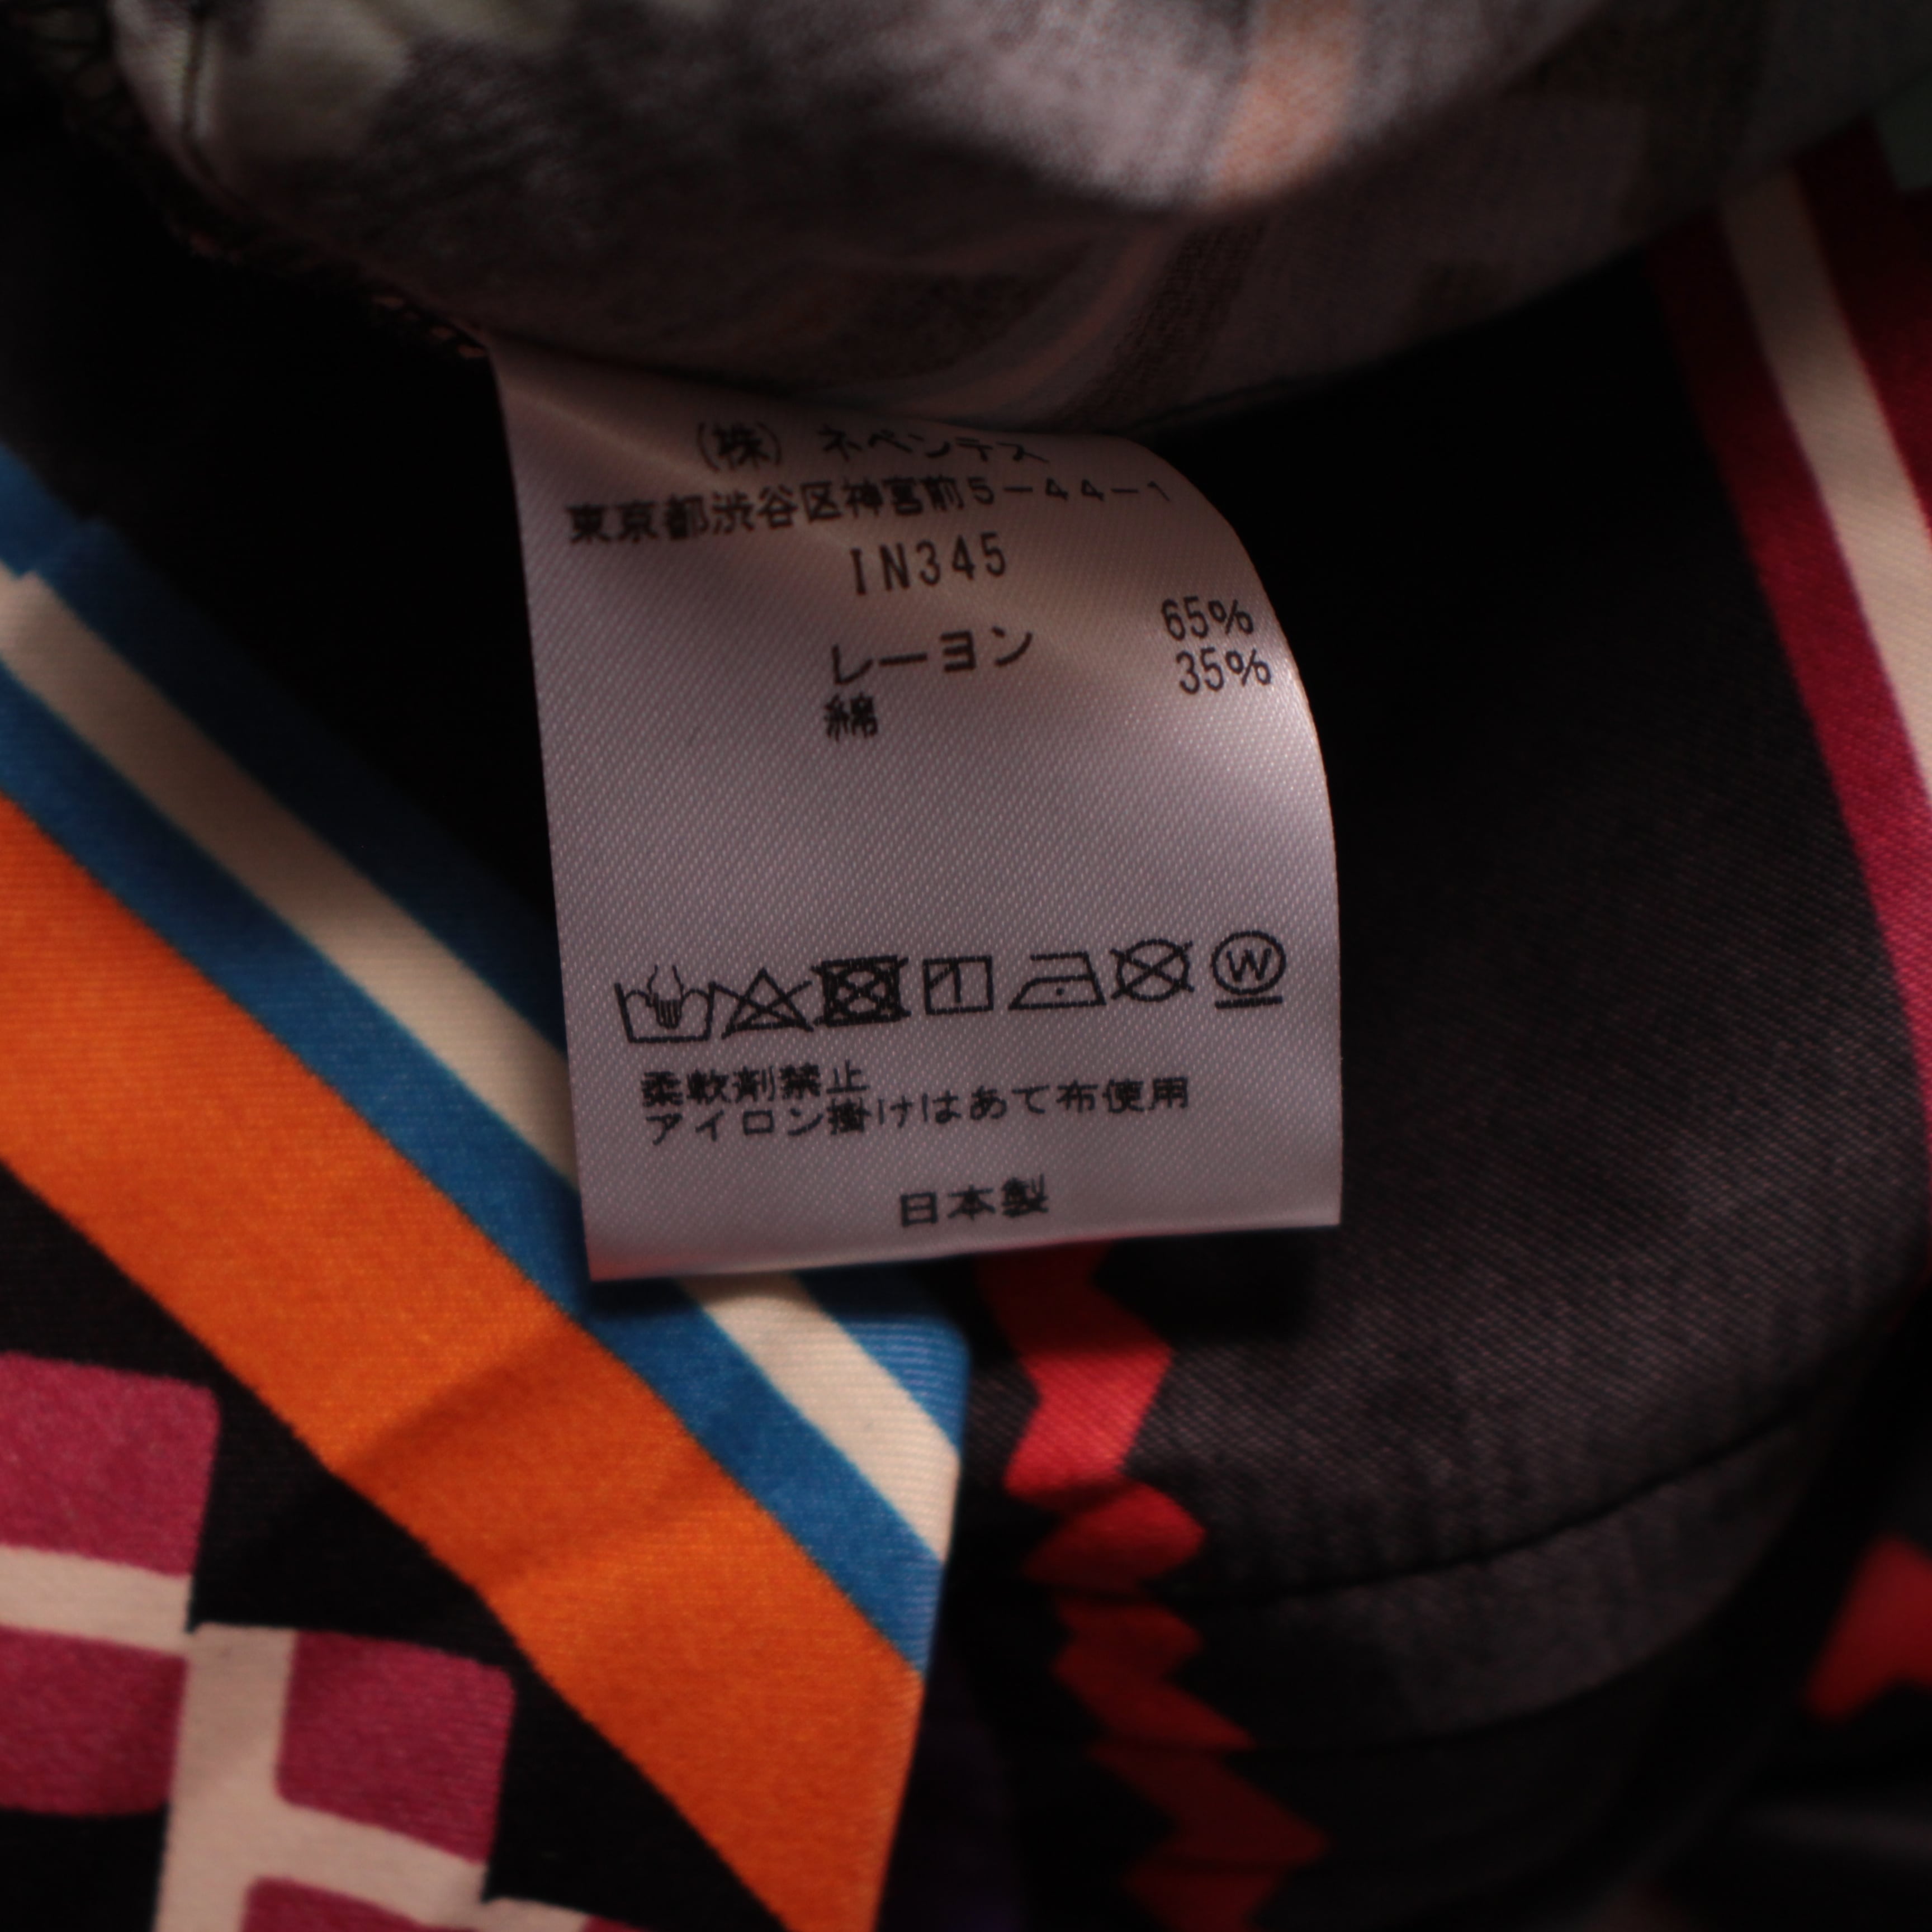 (株) ネペンテス
東京都渋谷区神宮前5-44-1
IN345
レーヨン 65%
綿 35%
W
柔軟剤禁止
アイロン掛けはあて布使用
日本製